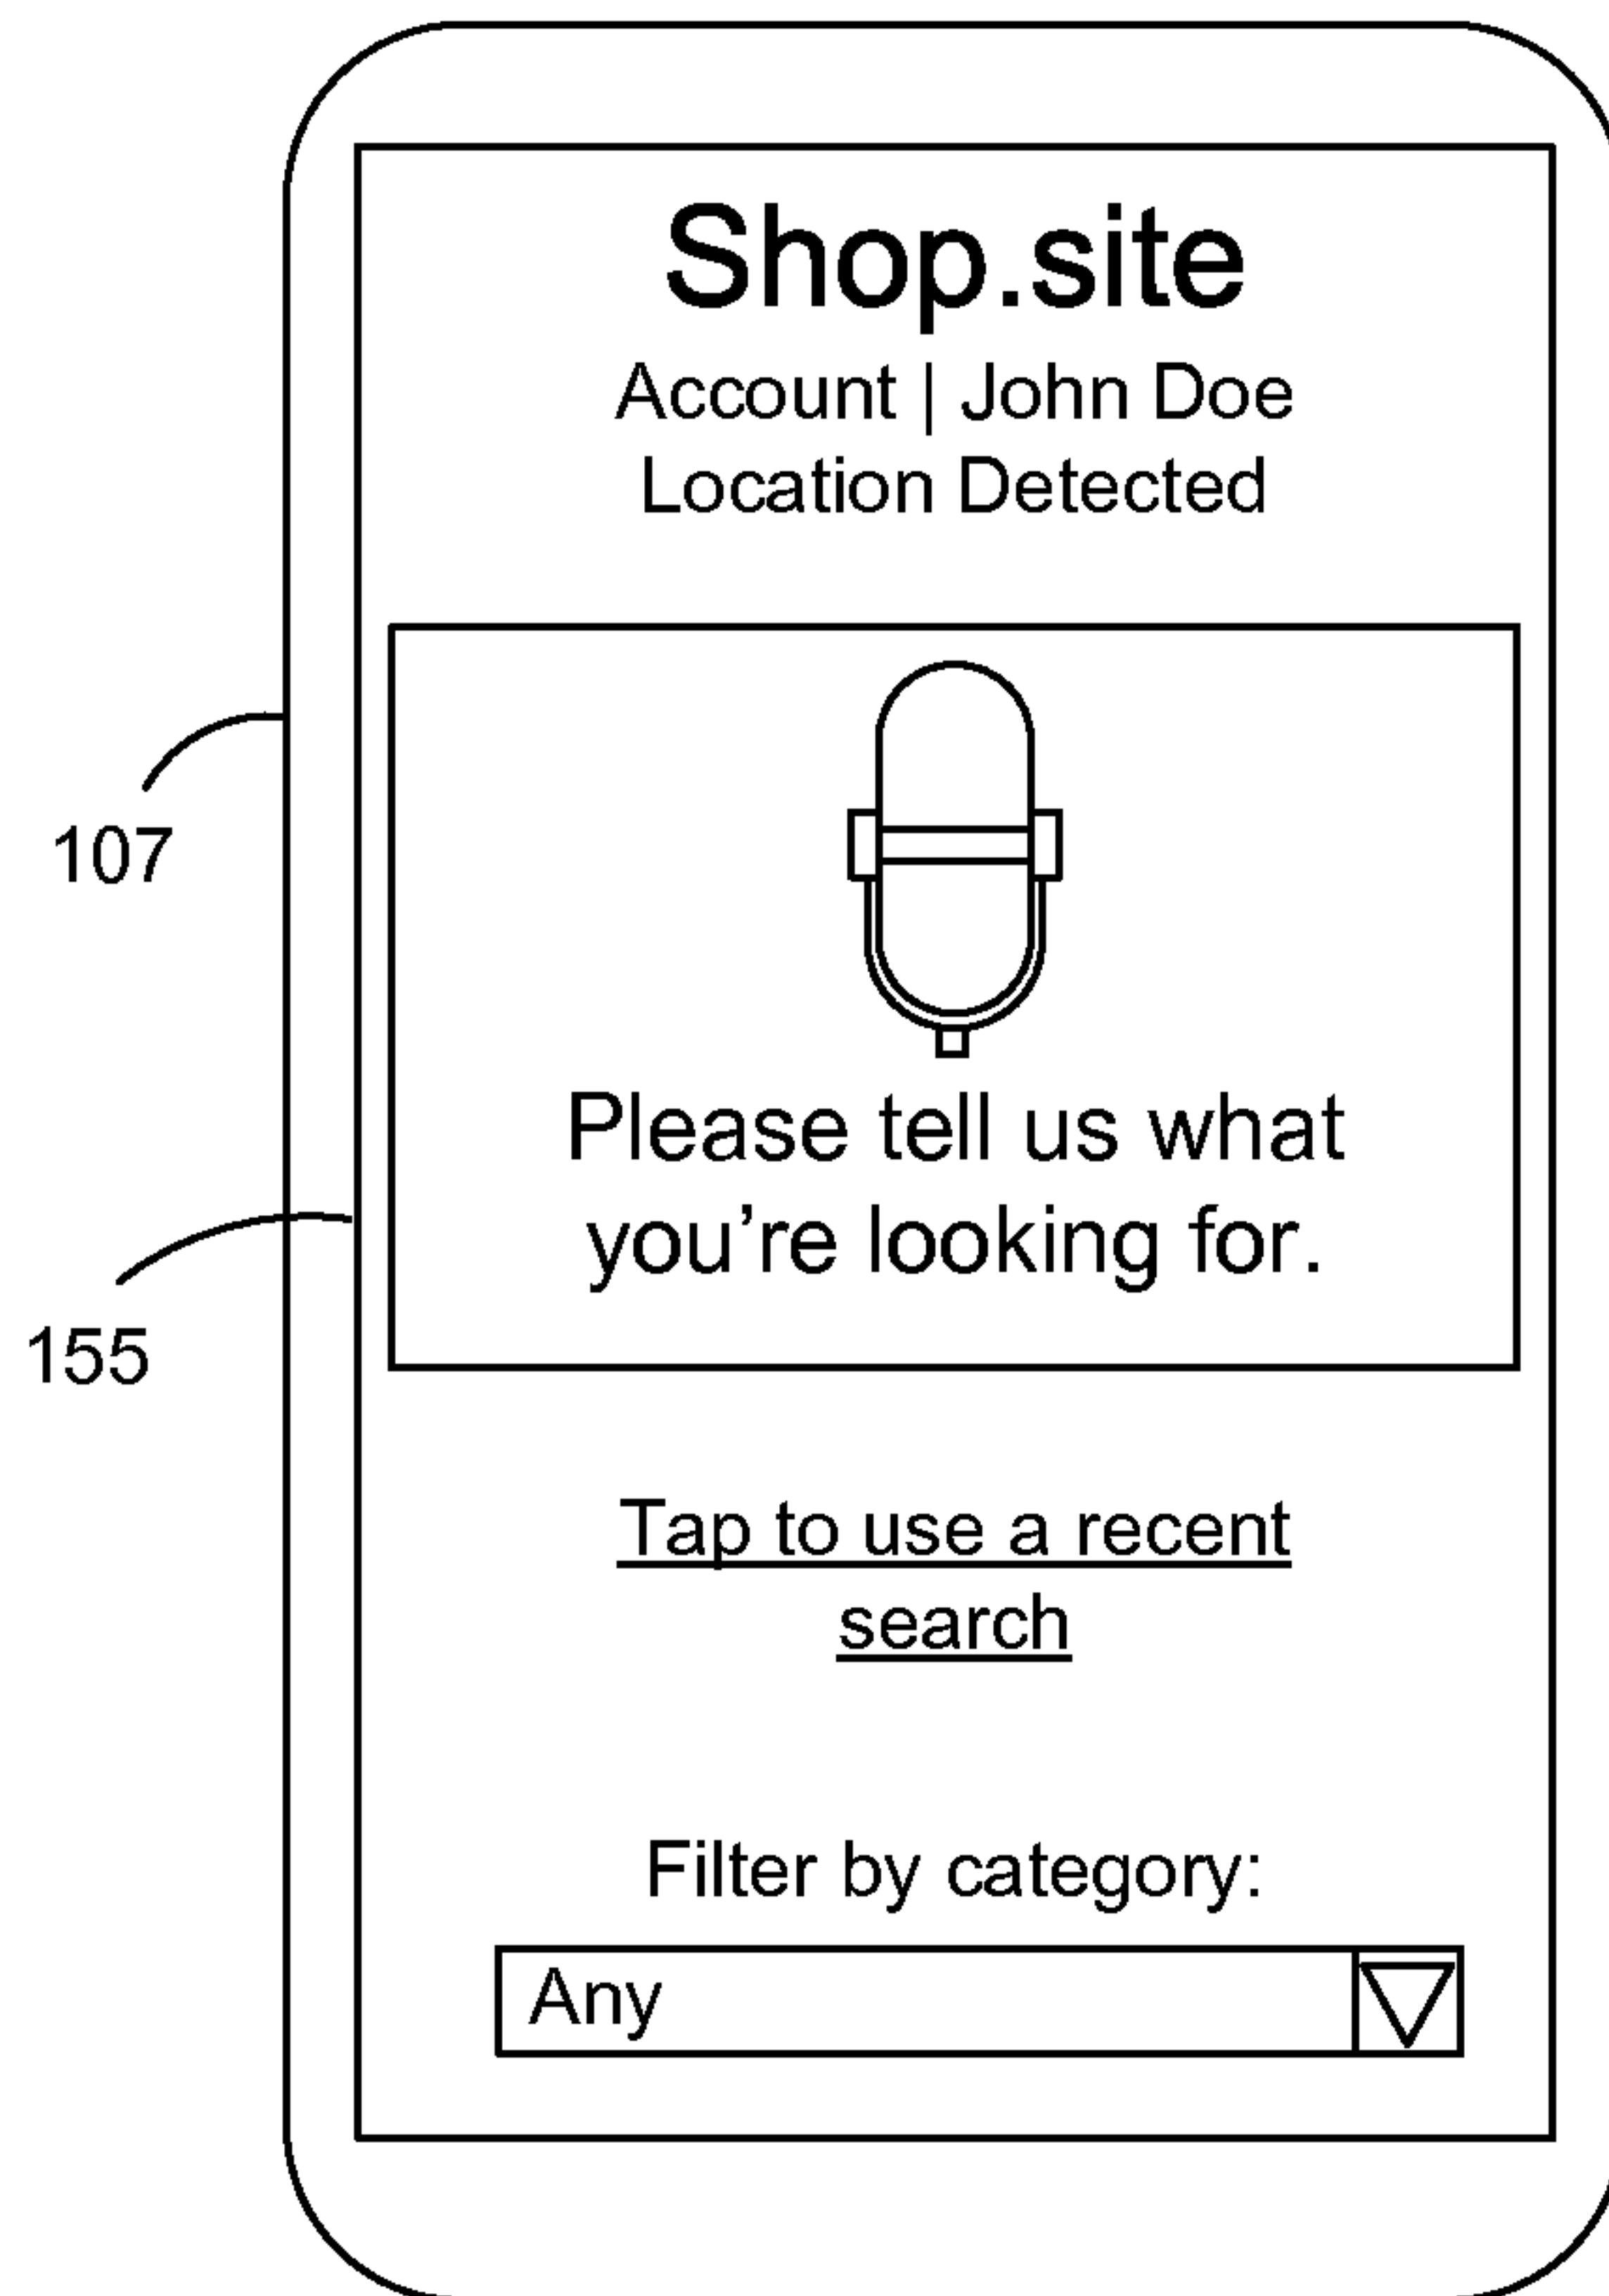 Shop.site
Account | John Doe
Location Detected
107
Please tell us what
you're looking for.
155
Tap to use a recent
search
Filter by category:
Any